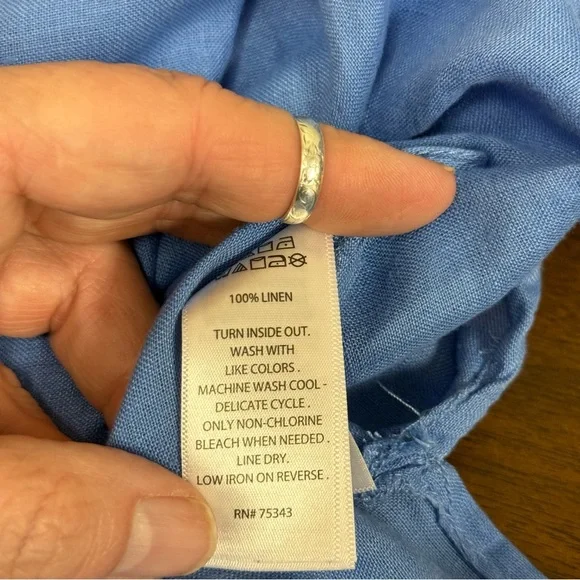 100% LINEN
TURN INSIDE OUT.
WASH WITH
LIKE COLORS .
MACHINE WASH COOL -
DELICATE CYCLE .
ONLY NON-CHLORINE
BLEACH WHEN NEEDED .
LINE DRY.
LOW IRON ON REVERSE .
RN# 75343